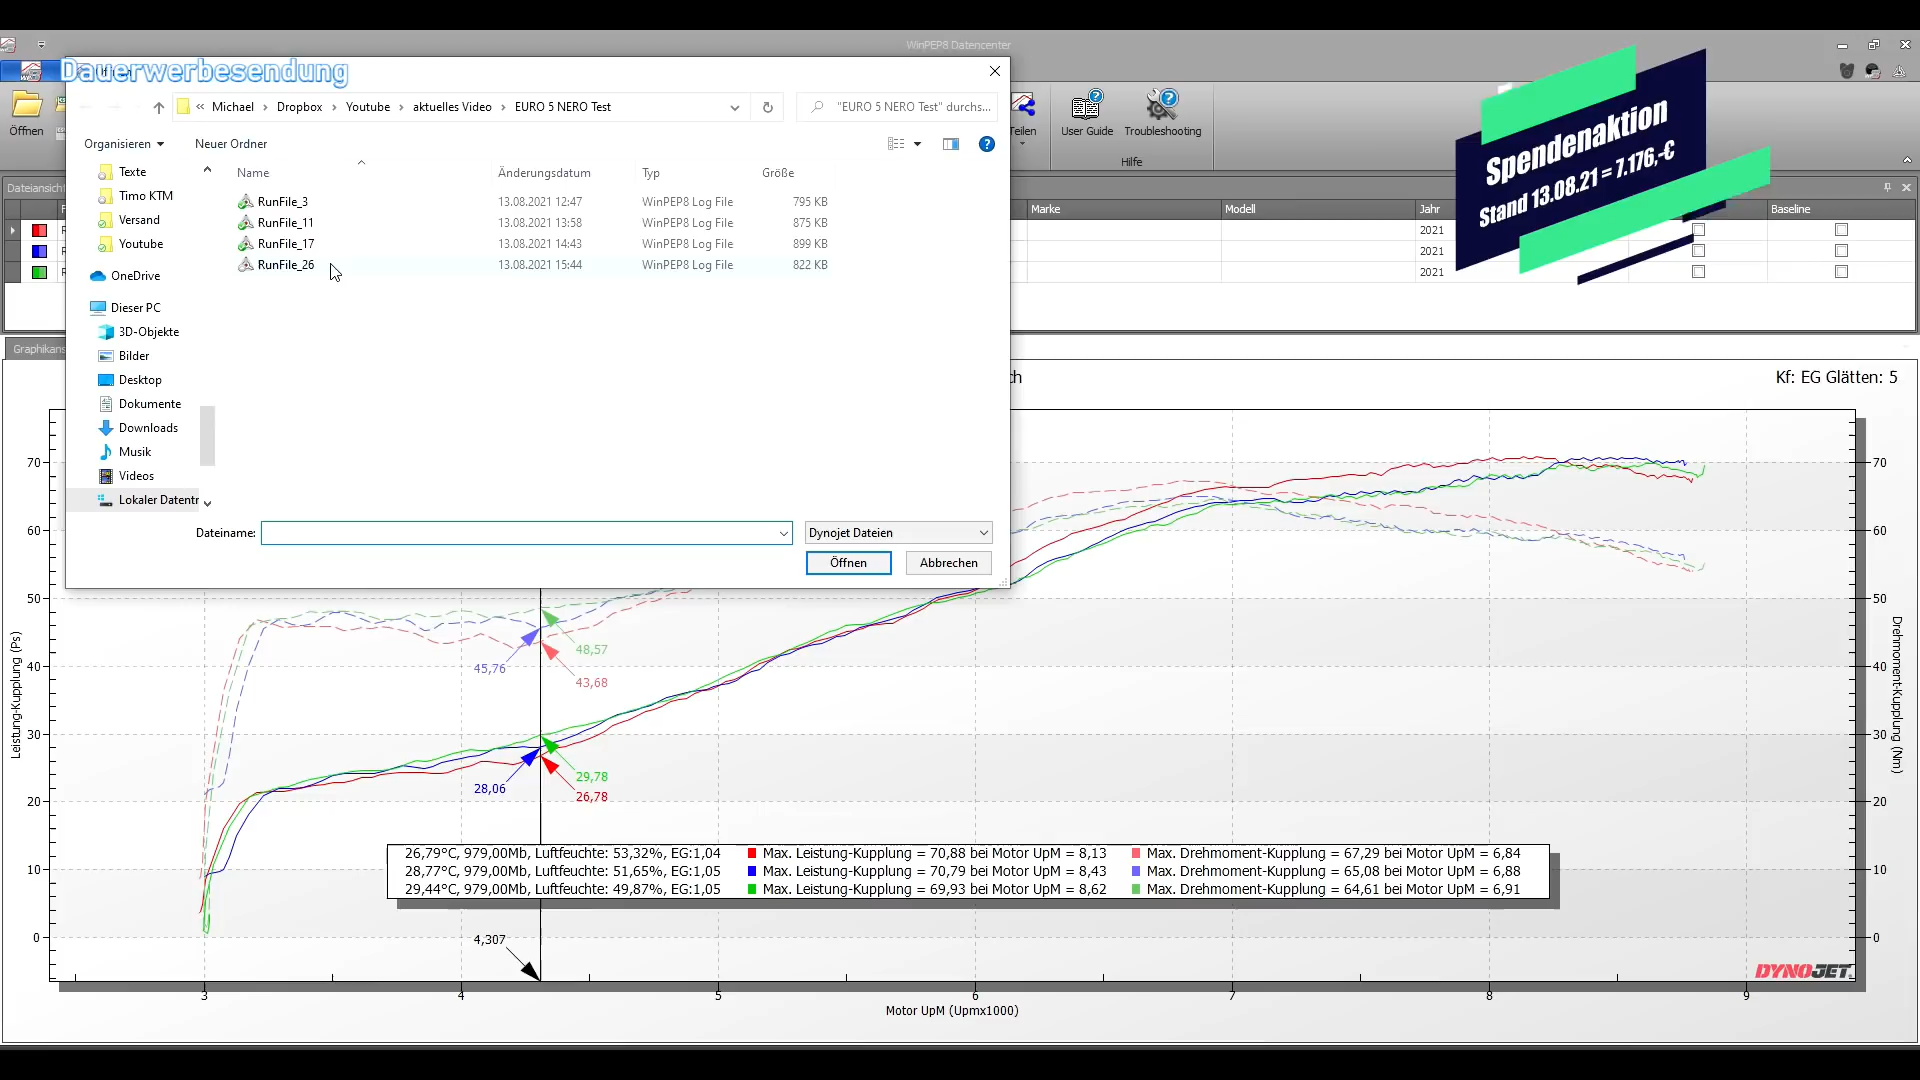 WinPEP8 Datencenter
Dauerwerbesendung
Öffnen
« Michael > Dropbox > Youtube > aktuelles Video > EURO 5 NERO Test
"EURO 5 NERO Test" durchs...
Organisieren
Neuer Ordner
Teilen
User Guide
Troubleshooting
Hilfe
Spendenaktion
Stand 13.08.21 = 7.176,-€
Texte
Timo KTM
Versand
Youtube
OneDrive
Dieser PC
3D-Objekte
Bilder
Desktop
Dokumente
Downloads
Musik
Videos
Lokaler Datentr
Name Änderungsdatum Typ Größe
RunFile_3 13.08.2021 12:47 WinPEP8 Log File 795 KB
RunFile_11 13.08.2021 13:58 WinPEP8 Log File 875 KB
RunFile_17 13.08.2021 14:43 WinPEP8 Log File 899 KB
RunFile_26 13.08.2021 15:44 WinPEP8 Log File 822 KB
Dateiname:
Dynojet Dateien
Öffnen
Abbrechen
Dateiansicht
Marke Modell Jahr Baseline
2021
2021
2021
Graphikans
ch
Kf: EG Glätten: 5
Leistung-Kupplung (Ps)
70
60
50
40
30
20
10
0
48,57
45,76
43,68
29,78
28,06
26,78
26,79°C, 979,00Mb, Luftfeuchte: 53,32%, EG:1,04 Max. Leistung-Kupplung = 70,88 bei Motor UpM = 8,13 Max. Drehmoment-Kupplung = 67,29 bei Motor UpM = 6,84
28,77°C, 979,00Mb, Luftfeuchte: 51,65%, EG:1,05 Max. Leistung-Kupplung = 70,79 bei Motor UpM = 8,43 Max. Drehmoment-Kupplung = 65,08 bei Motor UpM = 6,88
29,44°C, 979,00Mb, Luftfeuchte: 49,87%, EG:1,05 Max. Leistung-Kupplung = 69,93 bei Motor UpM = 8,62 Max. Drehmoment-Kupplung = 64,61 bei Motor UpM = 6,91
4,307
70
60
50
40
30
20
10
0
Drehmoment-Kupplung (Nm)
DYNOJET
3 4 5 6 7 8 9
Motor UpM (Upmx1000)